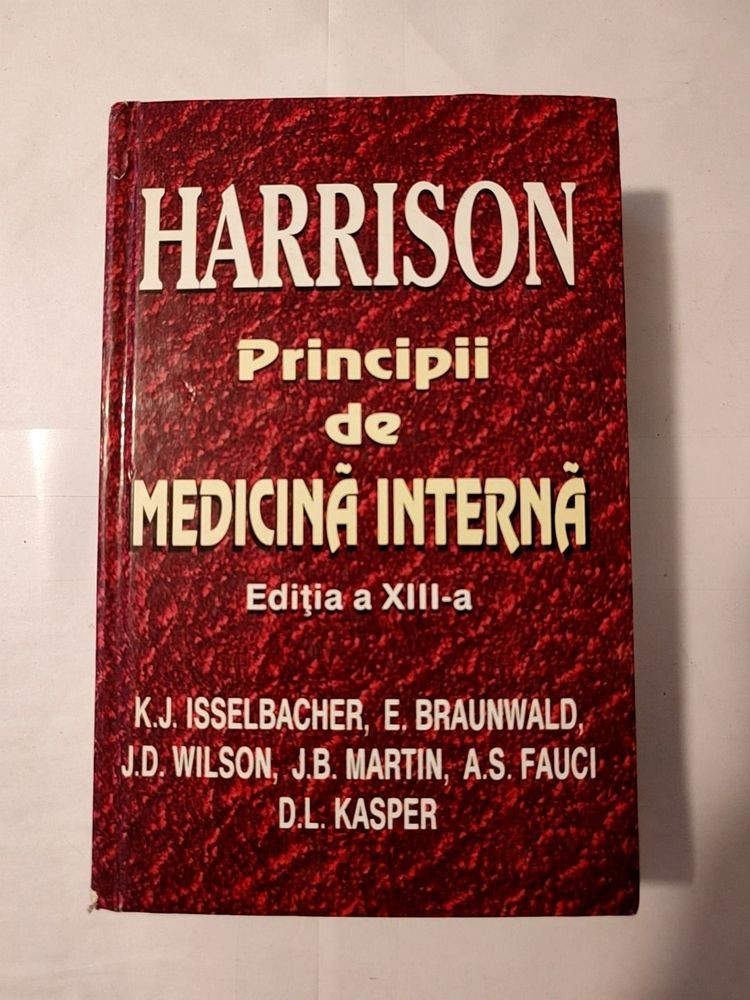 HARRISON
Principii
de
MEDICINĂ INTERNĂ
Ediţia a XIII-a
K.J. ISSELBACHER, E. BRAUNWALD,
J.D. WILSON, J.B. MARTIN, A.S. FAUCI
D.L. KASPER